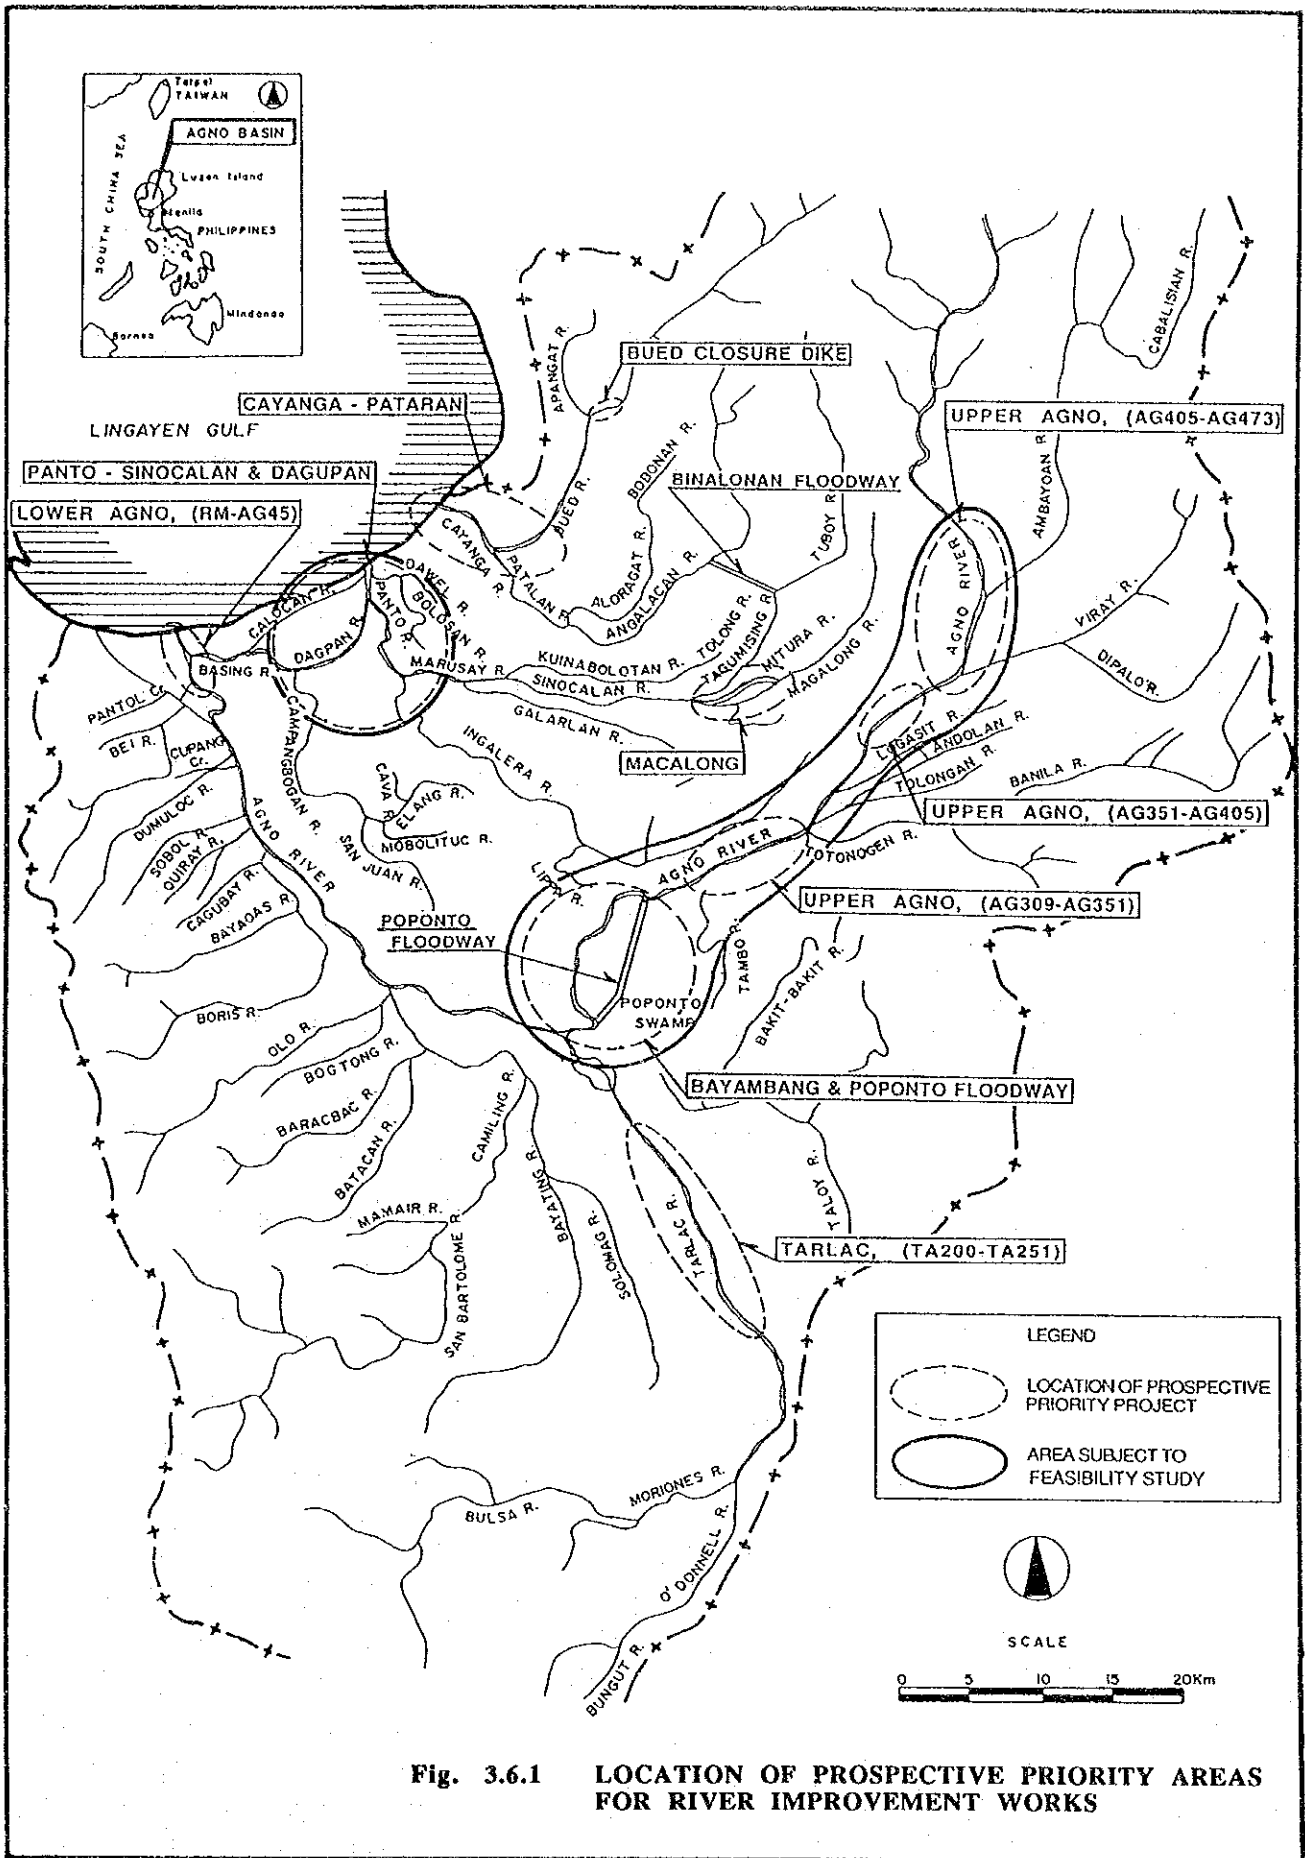 Taipei
TAIWAN
AGNO BASIN
SOUTH CHINA SEA
Luzon Island
Manila
PHILIPPINES
Mindanao
Borneo
LINGAYEN GULF
CAYANGA - PATARAN
PANTO - SINOCALAN & DAGUPAN
LOWER AGNO, (RM-AG45)
BUED CLOSURE DIKE
BINALONAN FLOODWAY
UPPER AGNO, (AG405-AG473)
APANGAT R.
BUED R.
BOBONAN R.
TUBOY R.
AMBAYOAN R.
CABALISIAN R.
CAYANGA R.
PATALAN R.
ALORAGAT R.
ANGALACAN R.
AGNO RIVER
VIRAY R.
DIPALO R.
CALOCAN R.
DAGPAN R.
PANTO R.
DAWEL R.
BOLOSAN R.
BASING R.
MARUSAY R.
KUINABOLOTAN R.
SINOCALAN R.
TOLONG R.
TAGUMISING R.
MITURA R.
MAGALONG R.
GALARLAN R.
MACALONG
INGALERA R.
PANTOL Cr.
BEI R.
CUPANG
Cr.
DUMULOC R.
SOBOL R.
QUIRAY R.
CAGUBAY R.
BAYAOAS R.
CAMPANGBOGAN R.
AGNO RIVER
CAVA R.
ELANG R.
MOBOLITUC R.
SAN JUAN R.
LOGASIT R.
ANDOLAN R.
TOLONGAN R.
BANILA R.
UPPER AGNO, (AG351-AG405)
TOTONOGEN R.
AGNO RIVER
LIPA R.
UPPER AGNO, (AG309-AG351)
POPONTO
FLOODWAY
POPONTO
SWAMP
TAMBO R.
BAKIT-BAKIT R.
BAYAMBANG & POPONTO FLOODWAY
BORIS R.
OLO R.
BOGTONG R.
BARACBAC R.
BATACAN R.
CAMILING R.
MAMAIR R.
SAN BARTOLOME R.
BAYATING R.
SOLOMAG R.
TARLAC R.
TALOY R.
TARLAC, (TA200-TA251)
BULSA R.
MORIONES R.
O'DONNELL R.
BUNGUT R.
LEGEND
LOCATION OF PROSPECTIVE
PRIORITY PROJECT
AREA SUBJECT TO
FEASIBILITY STUDY
SCALE
0 5 10 15 20Km
Fig. 3.6.1 LOCATION OF PROSPECTIVE PRIORITY AREAS
FOR RIVER IMPROVEMENT WORKS